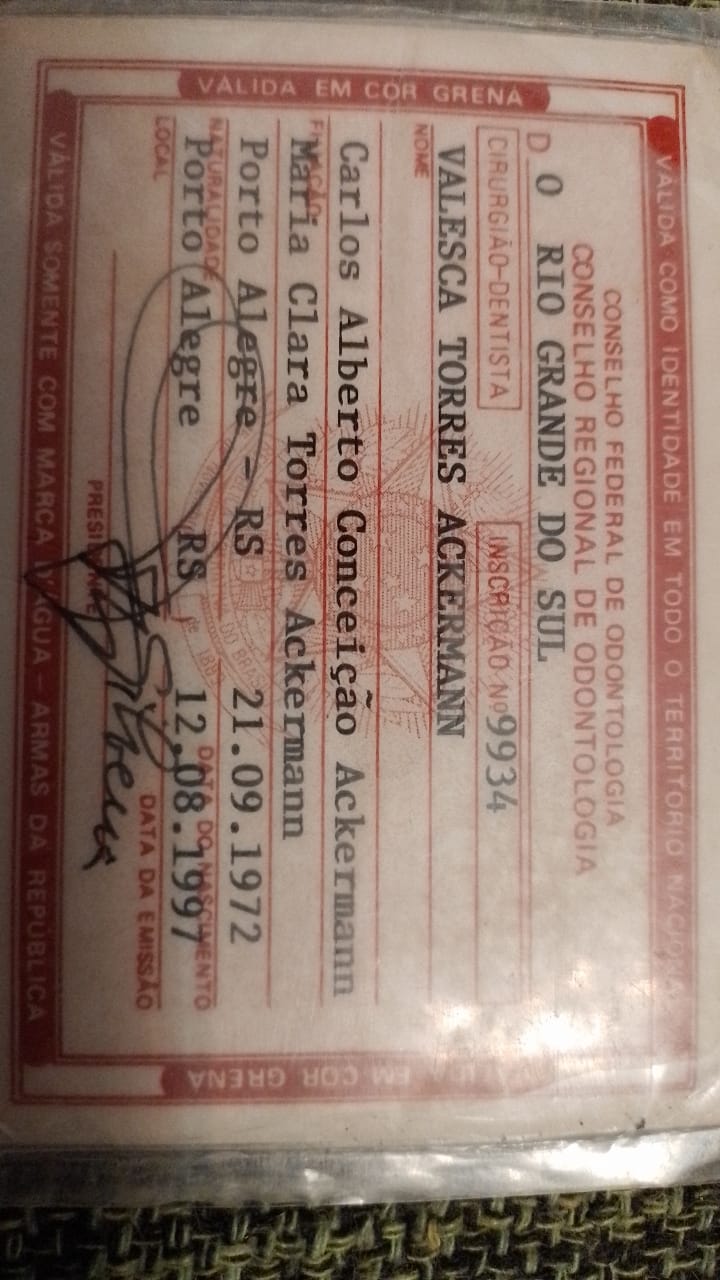 VÁLIDA COMO IDENTIDADE EM TODO O TERRITÓRIO NACIONAL
VÁLIDA EM COR GRENÁ
CONSELHO FEDERAL DE ODONTOLOGIA
CONSELHO REGIONAL DE ODONTOLOGIA
D O RIO GRANDE DO SUL
CIRURGIÃO-DENTISTA INSCRIÇÃO Nº 9934
VALESCA TORRES ACKERMANN
NOME
Carlos Alberto Conceição Ackermann
FILIAÇÃO
Maria Clara Torres Ackermann
Porto Alegre - RS 21.09.1972
NATURALIDADE DATA DO NASCIMENTO
Porto Alegre RS 12.08.1997
LOCAL DATA DA EMISSÃO
PRESIDENTE
VÁLIDA EM COR GRENÁ
VÁLIDA SOMENTE COM MARCA D'ÁGUA - ARMAS DA REPÚBLICA